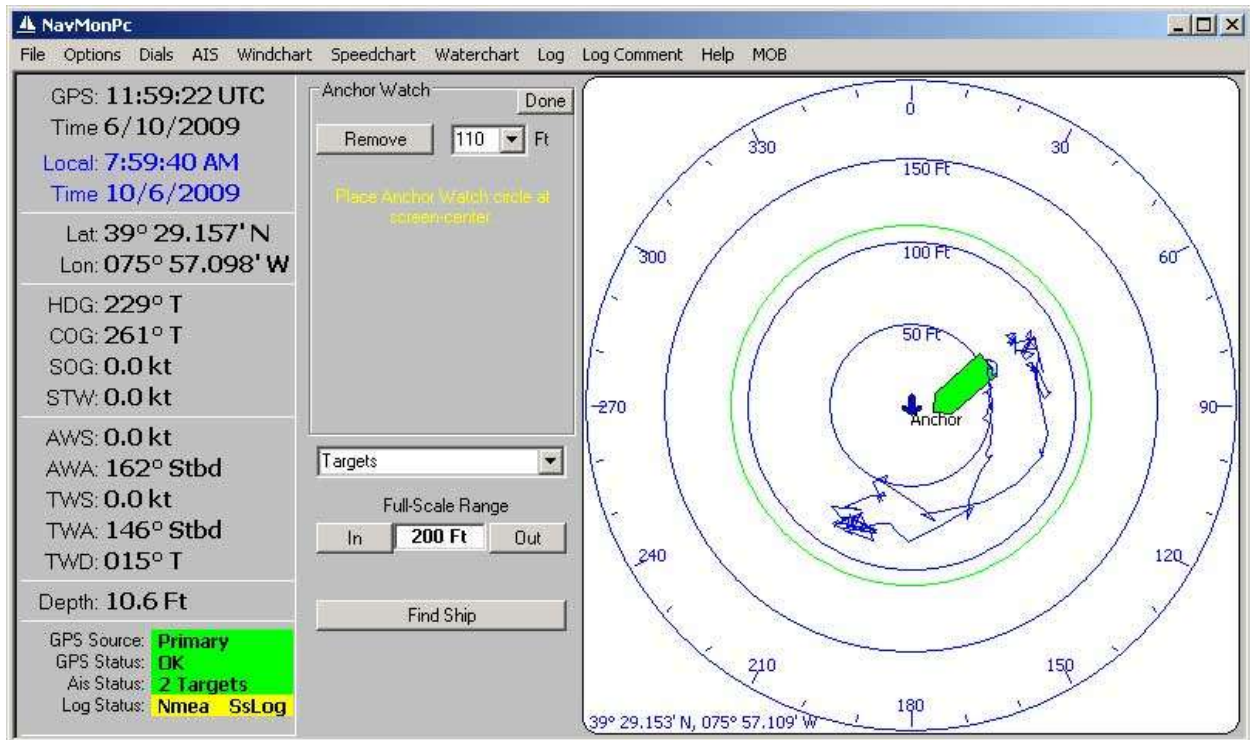 NavMonPc
File Options Dials AIS Windchart Speedchart Waterchart Log Log Comment Help MOB
GPS: 11:59:22 UTC
Time 6/10/2009
Local: 7:59:40 AM
Time 10/6/2009
Lat: 39° 29.157' N
Lon: 075° 57.098' W
HDG: 229° T
COG: 261° T
SOG: 0.0 kt
STW: 0.0 kt
AWS: 0.0 kt
AWA: 162° Stbd
TWS: 0.0 kt
TWA: 146° Stbd
TWD: 015° T
Depth: 10.6 Ft
GPS Source: Primary
GPS Status: OK
Ais Status: 2 Targets
Log Status: Nmea SsLog
Anchor Watch
Done
Remove 110 Ft
Place Anchor Watch circle at
screen-center
Targets
Full-Scale Range
In 200 Ft Out
Find Ship
0
330 30
150 Ft
300 100 Ft 60
50 Ft
270 Anchor 90
240 120
210 150
180
39° 29.153' N, 075° 57.109' W